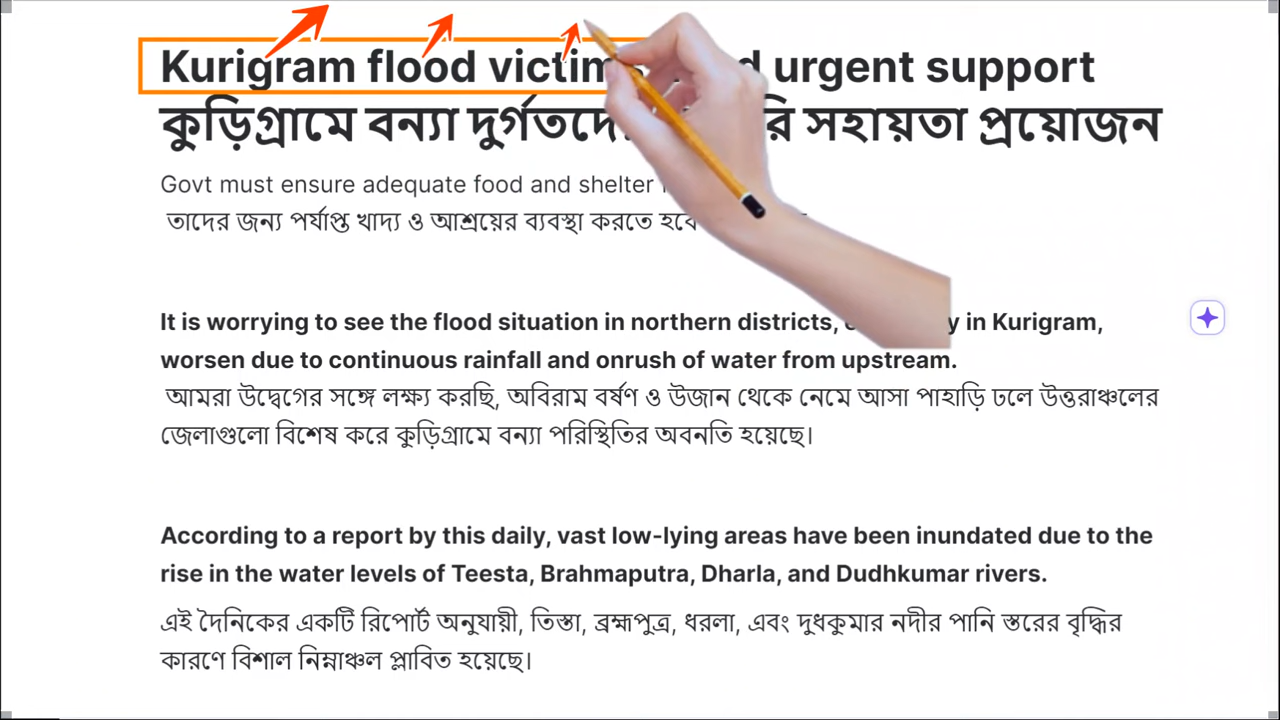 Kurigram flood victim urgent support
কুড়িগ্রামে বন্যা দুর্গতদে সহায়তা প্রয়োজন
Govt must ensure adequate food and shelter
তাদের জন্য পর্যাপ্ত খাদ্য ও আশ্রয়ের ব্যবস্থা করতে হবে
It is worrying to see the flood situation in northern districts, in Kurigram,
worsen due to continuous rainfall and onrush of water from upstream.
আমরা উদ্বেগের সঙ্গে লক্ষ্য করছি, অবিরাম বর্ষণ ও উজান থেকে নেমে আসা পাহাড়ি ঢলে উত্তরাঞ্চলের
জেলাগুলো বিশেষ করে কুড়িগ্রামে বন্যা পরিস্থিতির অবনতি হয়েছে।
According to a report by this daily, vast low-lying areas have been inundated due to the
rise in the water levels of Teesta, Brahmaputra, Dharla, and Dudhkumar rivers.
এই দৈনিকের একটি রিপোর্ট অনুযায়ী, তিস্তা, ব্রহ্মপুত্র, ধরলা, এবং দুধকুমার নদীর পানি স্তরের বৃদ্ধির
কারণে বিশাল নিম্নাঞ্চল প্লাবিত হয়েছে।